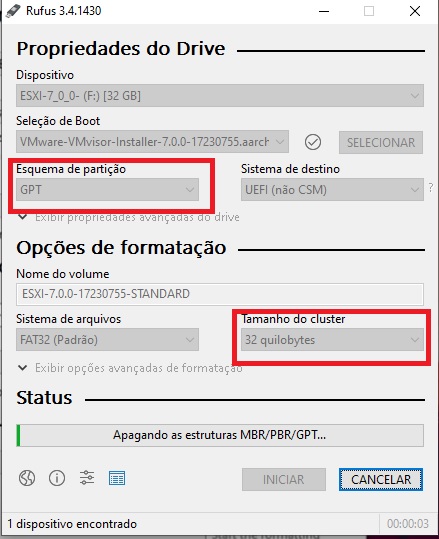 Rufus 3.4.1430
Propriedades do Drive
Dispositivo
ESXI-7_0_0- (F:) [32 GB]
Seleção de Boot
VMware-VMvisor-Installer-7.0.0-17230755.aarch
SELECIONAR
Esquema de partição
Sistema de destino
GPT
UEFI (não CSM)
?
Exibir propriedades avançadas do drive
Opções de formatação
Nome do volume
ESXI-7.0.0-17230755-STANDARD
Sistema de arquivos
Tamanho do cluster
FAT32 (Padrão)
32 quilobytes
Exibir opções avançadas de formatação
Status
Apagando as estruturas MBR/PBR/GPT...
INICIAR
CANCELAR
1 dispositivo encontrado
00:00:03